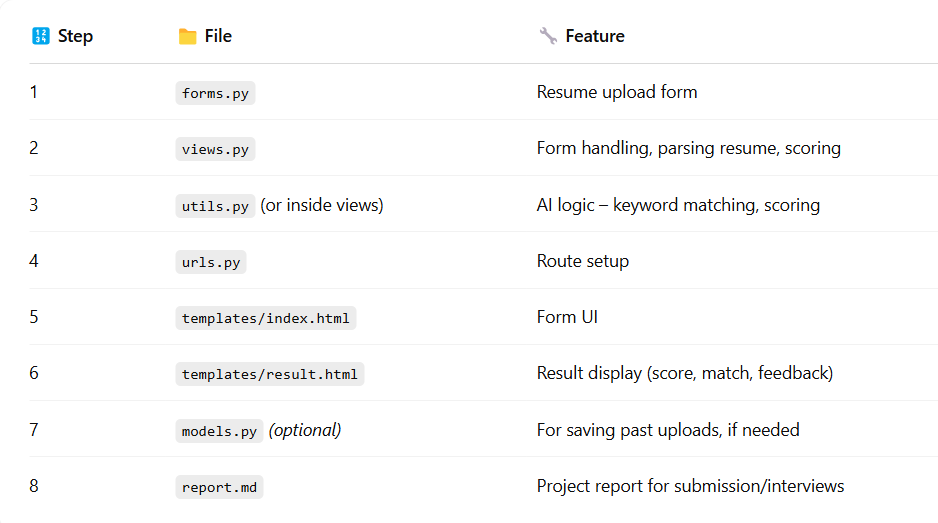 Step File Feature
1 forms.py Resume upload form
2 views.py Form handling, parsing resume, scoring
3 utils.py (or inside views) AI logic – keyword matching, scoring
4 urls.py Route setup
5 templates/index.html Form UI
6 templates/result.html Result display (score, match, feedback)
7 models.py (optional) For saving past uploads, if needed
8 report.md Project report for submission/interviews